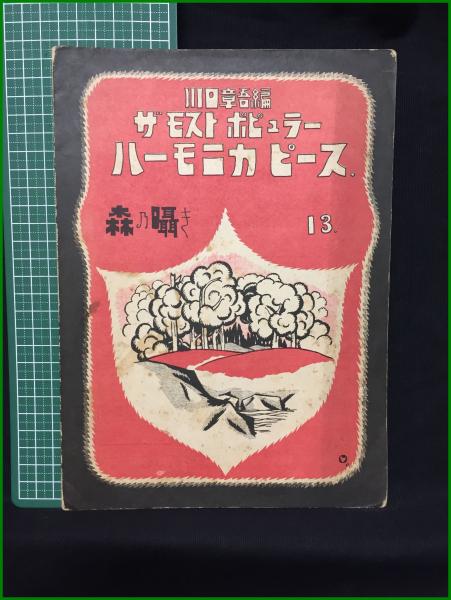 川口章吾編
ザ モスト ポピュラー
ハーモニカ ピース.
森乃囁き
13.